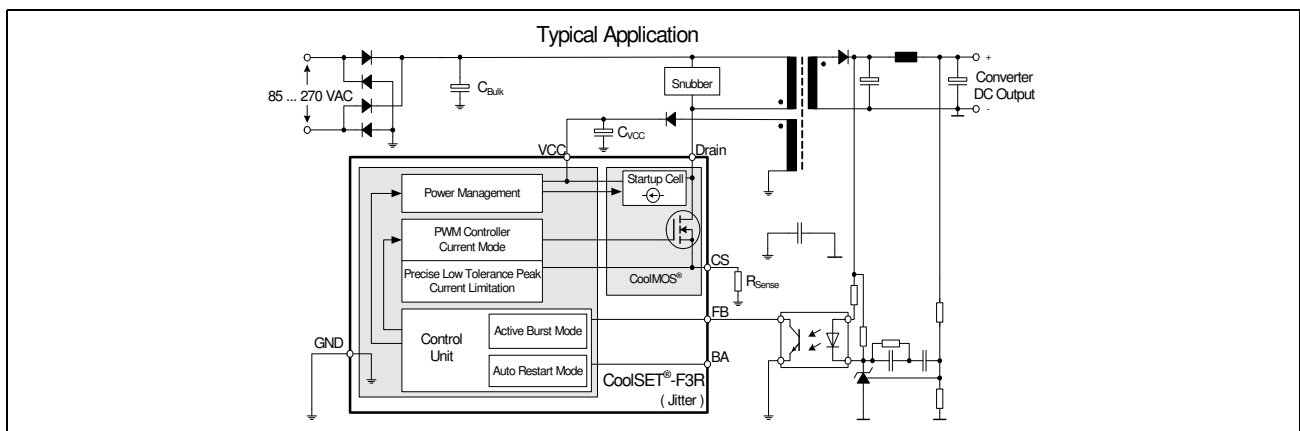 Typical Application
+
Snubber
C_Bulk
85 ... 270 VAC
Converter
DC Output
-
C_VCC
VCC
Drain
Power Management
Startup Cell
PWM Controller
Current Mode
Precise Low Tolerance Peak
Current Limitation
CS
R_Sense
CoolMOS®
FB
Active Burst Mode
Control
Unit
GND
BA
Auto Restart Mode
CoolSET®-F3R
( Jitter )